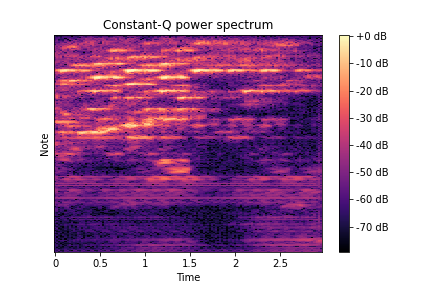 Constant-Q power spectrum
Note
0
0.5
1
1.5
2
2.5
Time
+0 dB
-10 dB
-20 dB
-30 dB
-40 dB
-50 dB
-60 dB
-70 dB